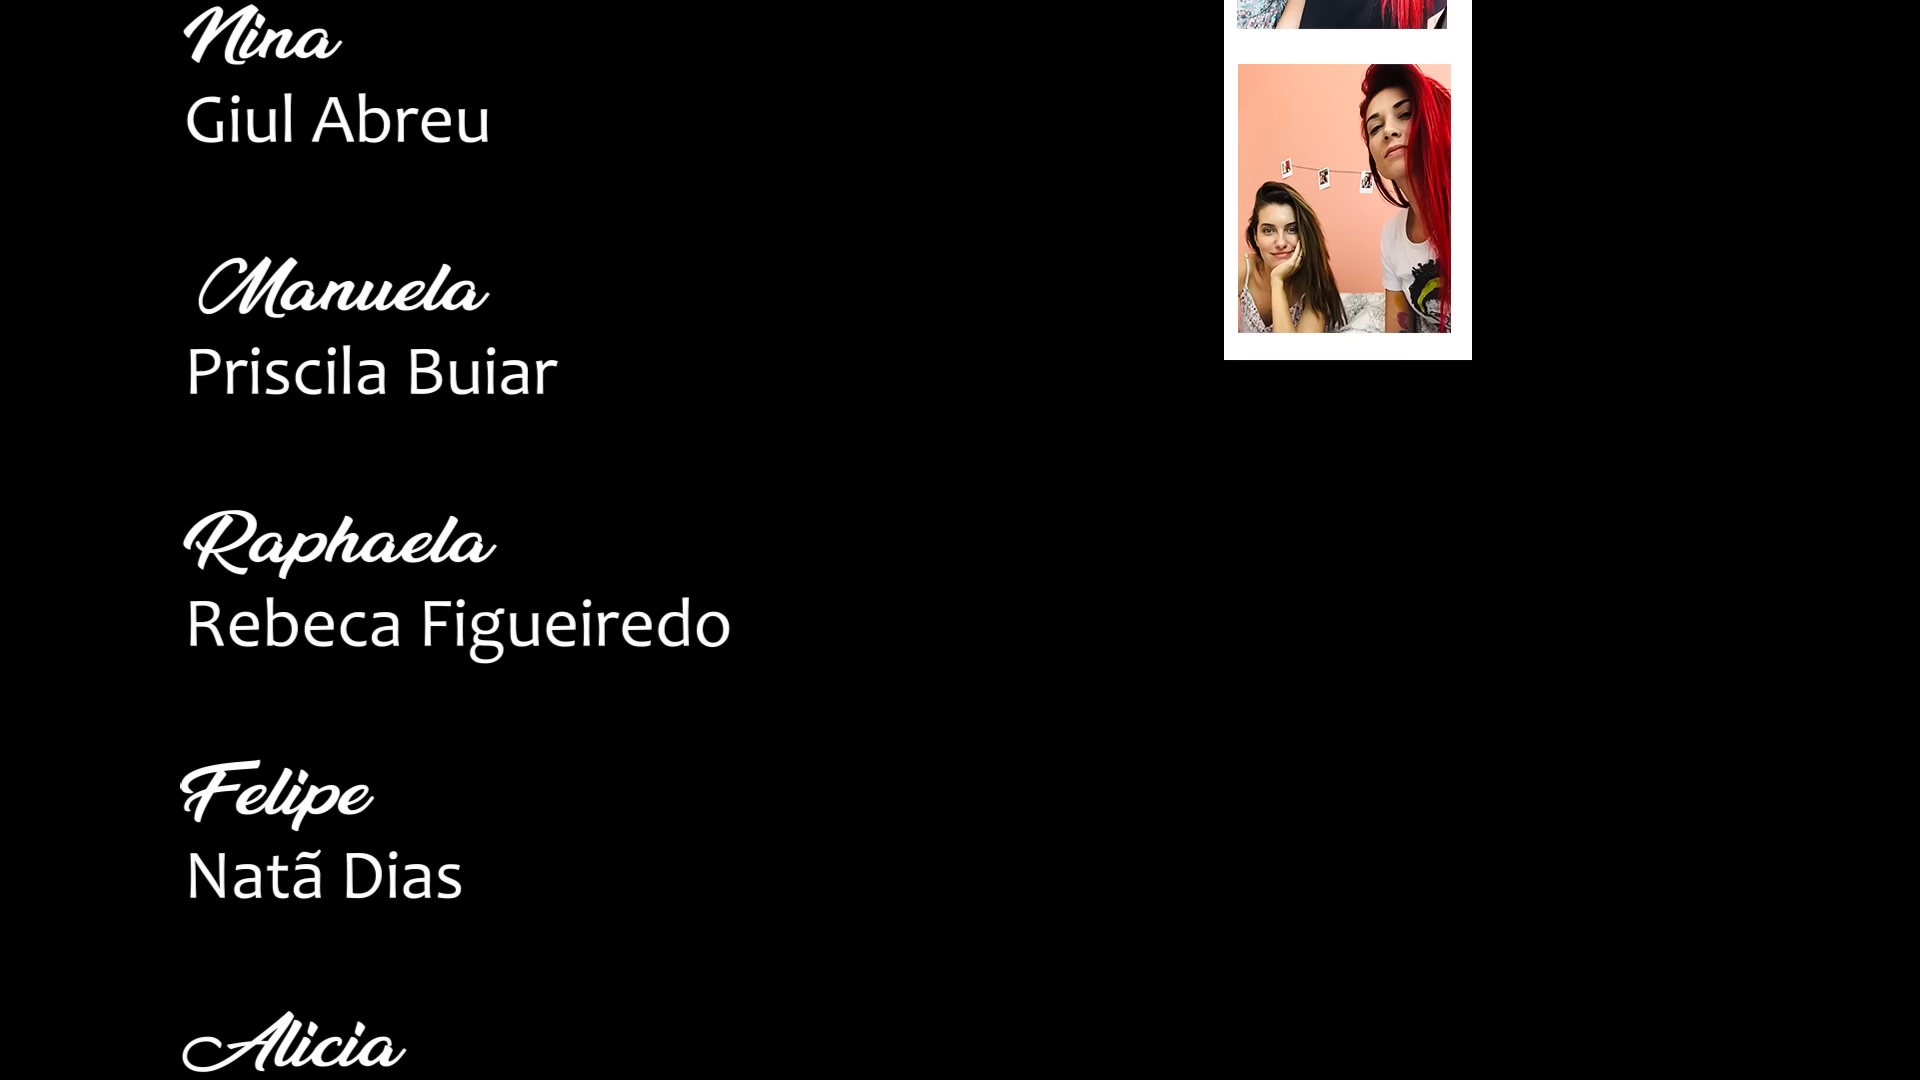 Nina
Giul Abreu
Manuela
Priscila Buiar
Raphaela
Rebeca Figueiredo
Felipe
Natã Dias
Alicia